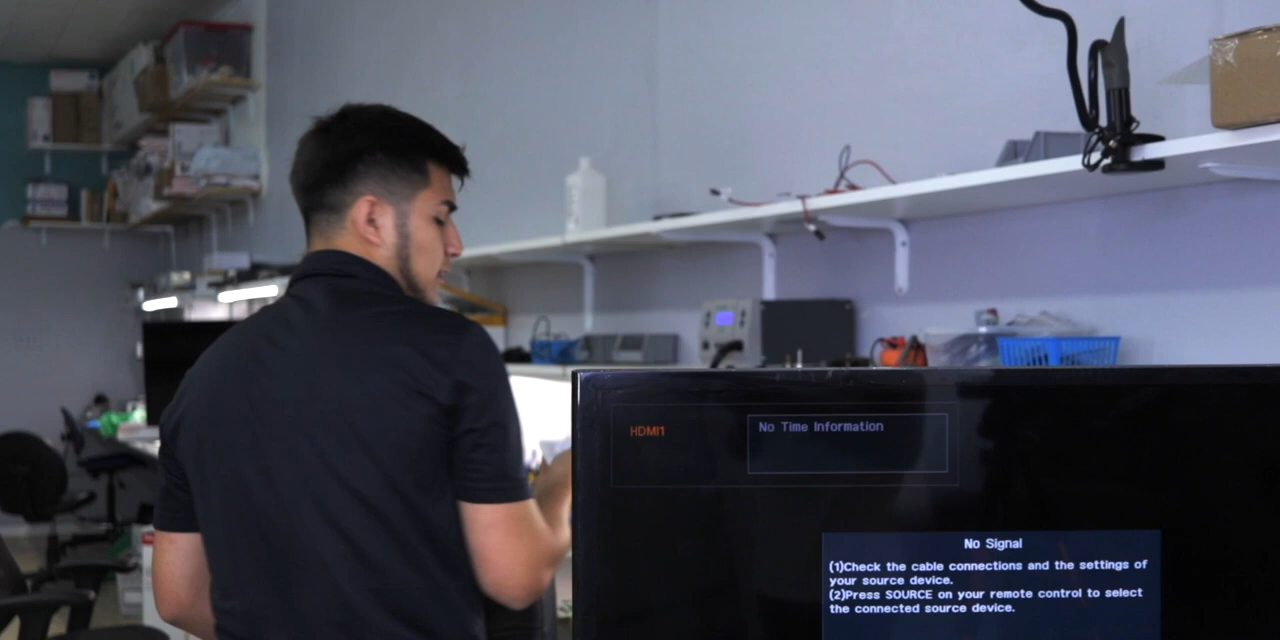 HDMI1
No Time Information
No Signal
(1)Check the cable connections and the settings of
your source device.
(2)Press SOURCE on your remote control to select
the connected source device.